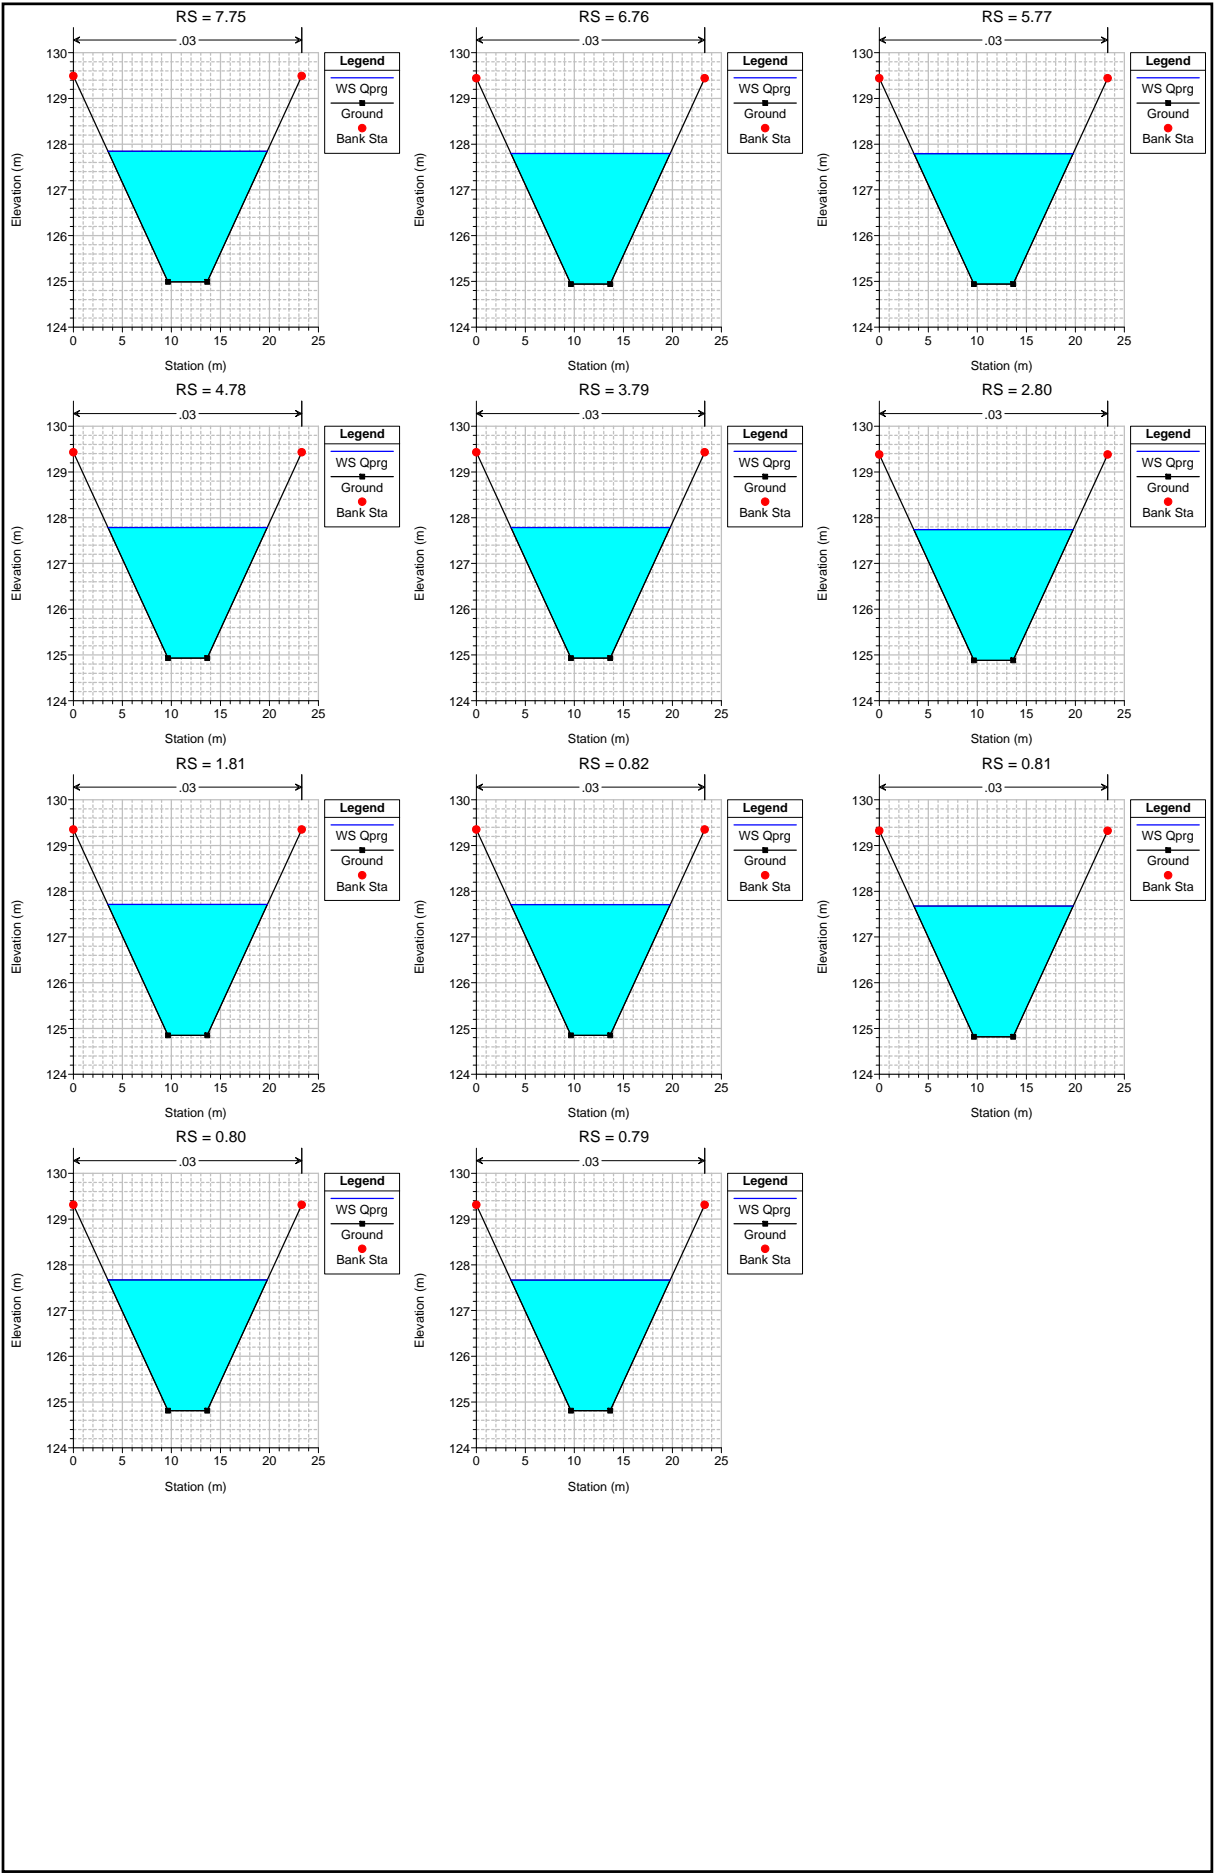 RS = 7.75
.03
Legend
WS Qprg
Ground
Bank Sta
130
129
128
127
126
125
124
Elevation (m)
0 5 10 15 20 25
Station (m)
RS = 6.76
.03
Legend
WS Qprg
Ground
Bank Sta
130
129
128
127
126
125
124
Elevation (m)
0 5 10 15 20 25
Station (m)
RS = 5.77
.03
Legend
WS Qprg
Ground
Bank Sta
130
129
128
127
126
125
124
Elevation (m)
0 5 10 15 20 25
Station (m)
RS = 4.78
.03
Legend
WS Qprg
Ground
Bank Sta
130
129
128
127
126
125
124
Elevation (m)
0 5 10 15 20 25
Station (m)
RS = 3.79
.03
Legend
WS Qprg
Ground
Bank Sta
130
129
128
127
126
125
124
Elevation (m)
0 5 10 15 20 25
Station (m)
RS = 2.80
.03
Legend
WS Qprg
Ground
Bank Sta
130
129
128
127
126
125
124
Elevation (m)
0 5 10 15 20 25
Station (m)
RS = 1.81
.03
Legend
WS Qprg
Ground
Bank Sta
130
129
128
127
126
125
124
Elevation (m)
0 5 10 15 20 25
Station (m)
RS = 0.82
.03
Legend
WS Qprg
Ground
Bank Sta
130
129
128
127
126
125
124
Elevation (m)
0 5 10 15 20 25
Station (m)
RS = 0.81
.03
Legend
WS Qprg
Ground
Bank Sta
130
129
128
127
126
125
124
Elevation (m)
0 5 10 15 20 25
Station (m)
RS = 0.80
.03
Legend
WS Qprg
Ground
Bank Sta
130
129
128
127
126
125
124
Elevation (m)
0 5 10 15 20 25
Station (m)
RS = 0.79
.03
Legend
WS Qprg
Ground
Bank Sta
130
129
128
127
126
125
124
Elevation (m)
0 5 10 15 20 25
Station (m)